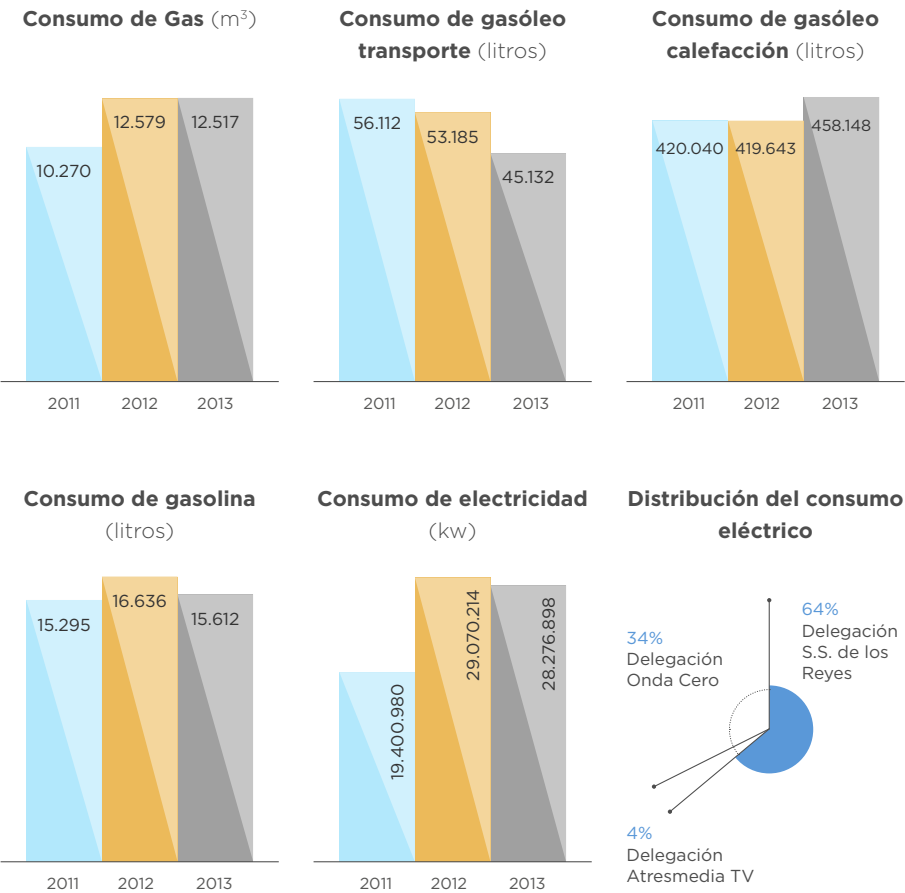 Consumo de Gas (m³)
10.270
12.579
12.517
2011
2012
2013
Consumo de gasóleo
transporte (litros)
56.112
53.185
45.132
2011
2012
2013
Consumo de gasóleo
calefacción (litros)
420.040
419.643
458.148
2011
2012
2013
Consumo de gasolina
(litros)
15.295
16.636
15.612
2011
2012
2013
Consumo de electricidad
(kw)
19.400.980
29.070.214
28.276.898
2011
2012
2013
Distribución del consumo
eléctrico
64%
Delegación
S.S. de los
Reyes
34%
Delegación
Onda Cero
4%
Delegación
Atresmedia TV